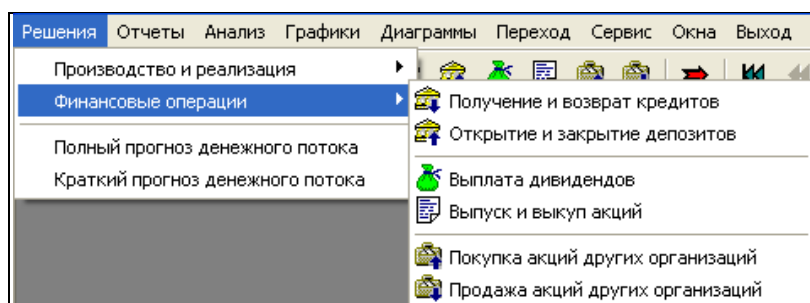 Решения Отчеты Анализ Графики Диаграммы Переход Сервис Окна Выход
Производство и реализация
Финансовые операции
Полный прогноз денежного потока
Краткий прогноз денежного потока
Получение и возврат кредитов
Открытие и закрытие депозитов
Выплата дивидендов
Выпуск и выкуп акций
Покупка акций других организаций
Продажа акций других организаций